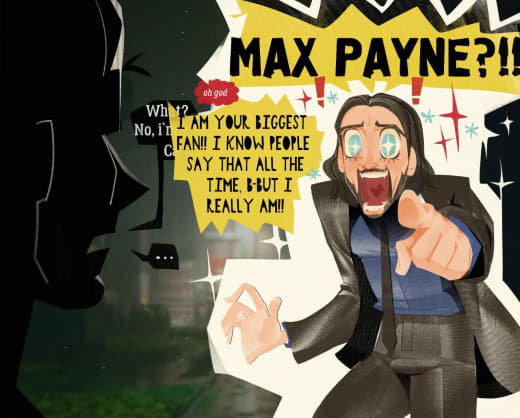 MAX PAYNE?!!
oh god
No, i'm
I AM YOUR BIGGEST
FAN!! I KNOW PEOPLE
SAY THAT ALL THE
TIME, B-BUT I
REALLY AM!!
! !
...